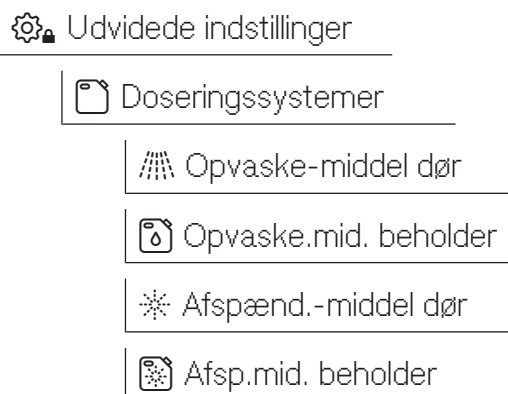 Udvidede indstillinger
Doseringssystemer
Opvaske-middel dør
Opvaske.mid. beholder
Afspænd.-middel dør
Afsp.mid. beholder